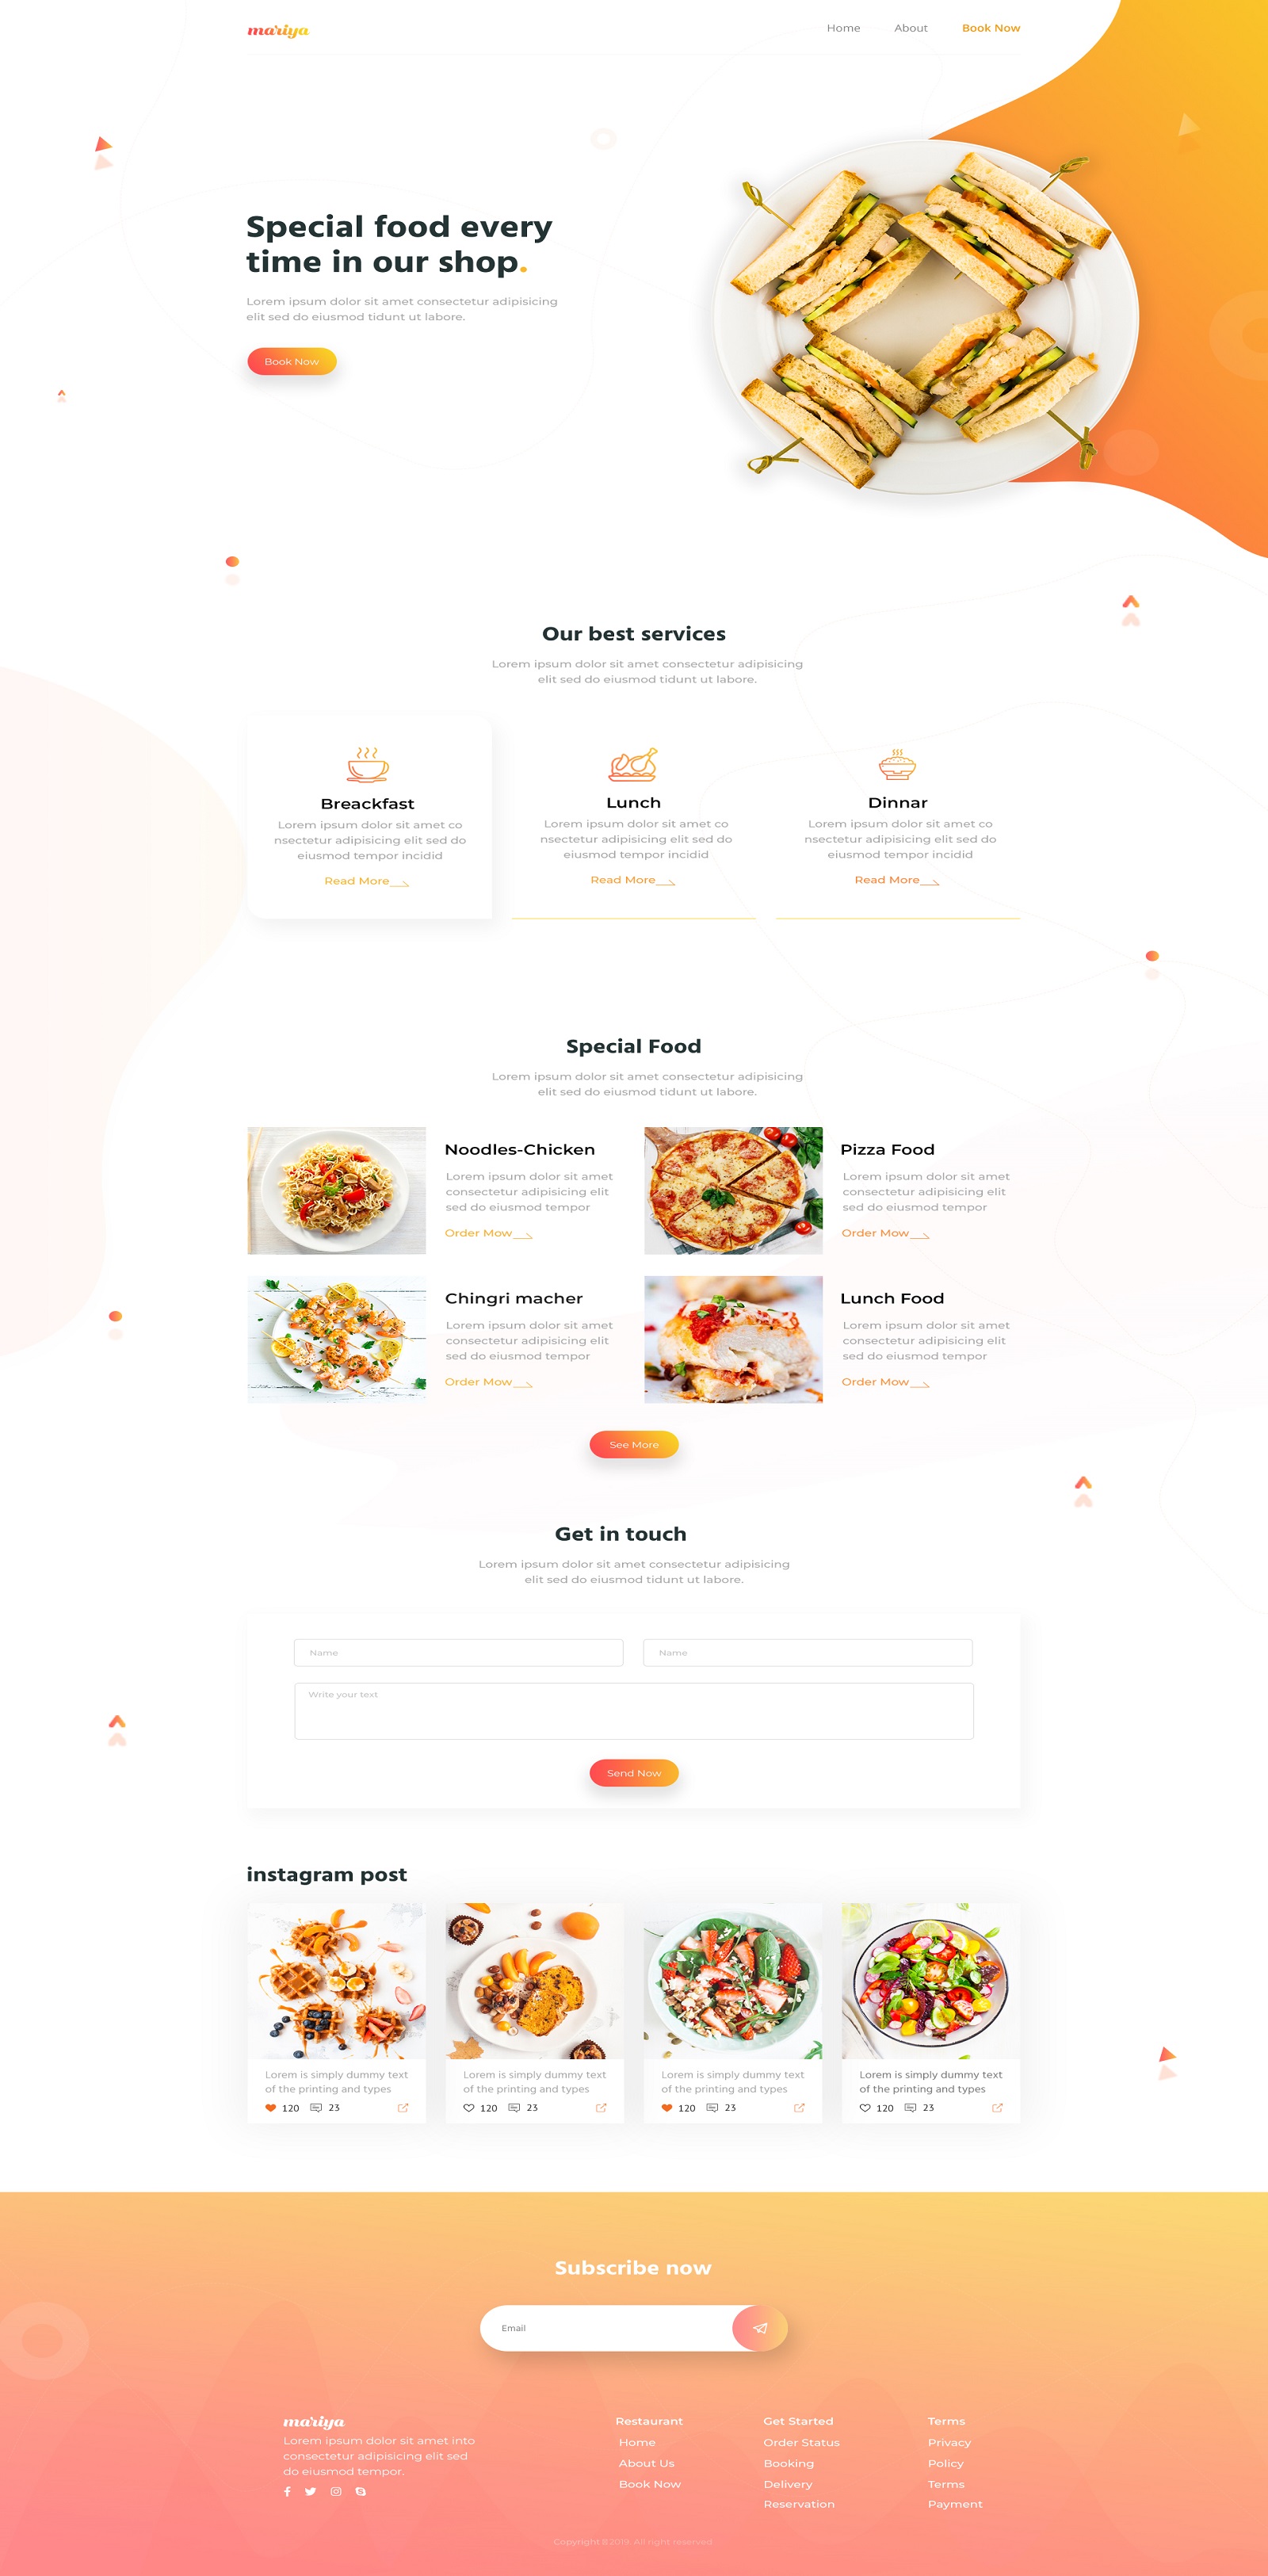 mariya
Home About Book Now
Special food every
time in our shop.
Lorem ipsum dolor sit amet consectetur adipisicing
elit sed do eiusmod tidunt ut labore.
Book Now
Our best services
Lorem ipsum dolor sit amet consectetur adipisicing
elit sed do eiusmod tidunt ut labore.
Breackfast
Lorem ipsum dolor sit amet co
nsectetur adipisicing elit sed do
eiusmod tempor incidid
Read More
Lunch
Lorem ipsum dolor sit amet co
nsectetur adipisicing elit sed do
eiusmod tempor incidid
Read More
Dinnar
Lorem ipsum dolor sit amet co
nsectetur adipisicing elit sed do
eiusmod tempor incidid
Read More
Special Food
Lorem ipsum dolor sit amet consectetur adipisicing
elit sed do eiusmod tidunt ut labore.
Noodles-Chicken
Lorem ipsum dolor sit amet
consectetur adipisicing elit
sed do eiusmod tempor
Order Mow
Pizza Food
Lorem ipsum dolor sit amet
consectetur adipisicing elit
sed do eiusmod tempor
Order Mow
Chingri macher
Lorem ipsum dolor sit amet
consectetur adipisicing elit
sed do eiusmod tempor
Order Mow
Lunch Food
Lorem ipsum dolor sit amet
consectetur adipisicing elit
sed do eiusmod tempor
Order Mow
See More
Get in touch
Lorem ipsum dolor sit amet consectetur adipisicing
elit sed do eiusmod tidunt ut labore.
Name
Name
Write your text
Send Now
instagram post
Lorem is simply dummy text
of the printing and types
120 23
Lorem is simply dummy text
of the printing and types
120 23
Lorem is simply dummy text
of the printing and types
120 23
Lorem is simply dummy text
of the printing and types
120 23
Subscribe now
Email
mariya
Lorem ipsum dolor sit amet into
consectetur adipisicing elit sed
do eiusmod tempor.
Restaurant
Home
About Us
Book Now
Get Started
Order Status
Booking
Delivery
Reservation
Terms
Privacy
Policy
Terms
Payment
Copyright 2019. All right reserved